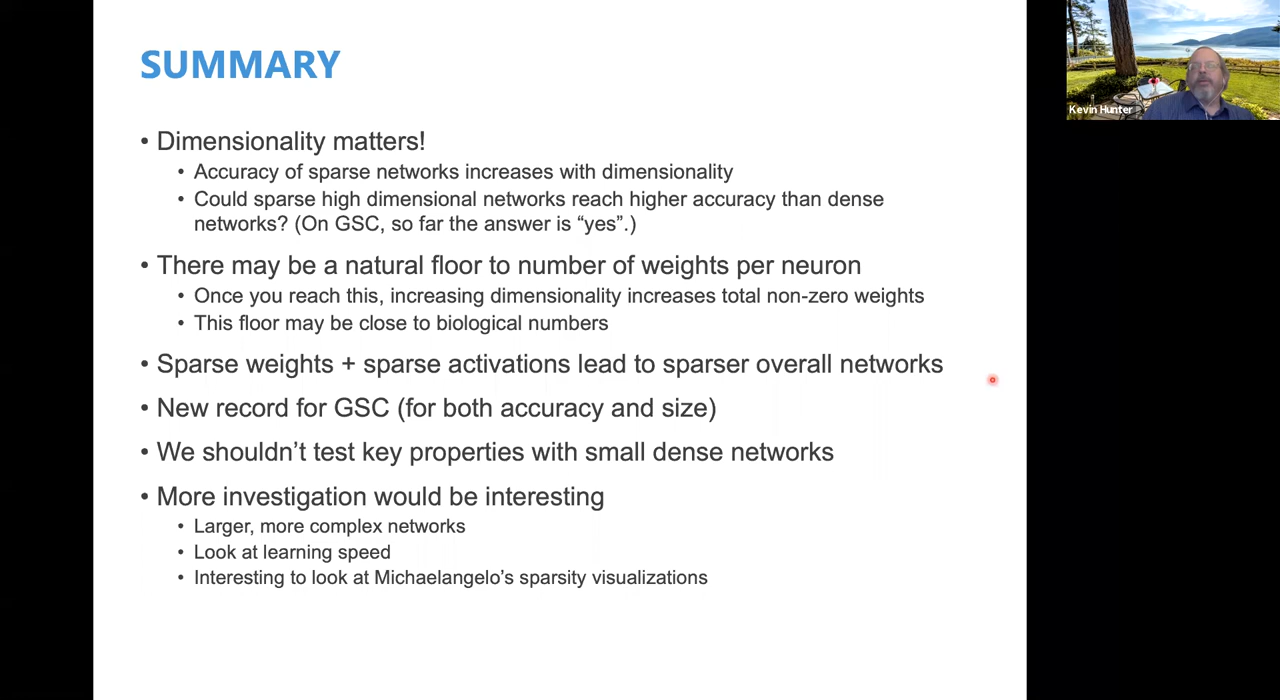 SUMMARY
• Dimensionality matters!
• Accuracy of sparse networks increases with dimensionality
• Could sparse high dimensional networks reach higher accuracy than dense
networks? (On GSC, so far the answer is “yes”.)
• There may be a natural floor to number of weights per neuron
• Once you reach this, increasing dimensionality increases total non-zero weights
• This floor may be close to biological numbers
• Sparse weights + sparse activations lead to sparser overall networks
• New record for GSC (for both accuracy and size)
• We shouldn’t test key properties with small dense networks
• More investigation would be interesting
• Larger, more complex networks
• Look at learning speed
• Interesting to look at Michaelangelo’s sparsity visualizations
Kevin Hunter